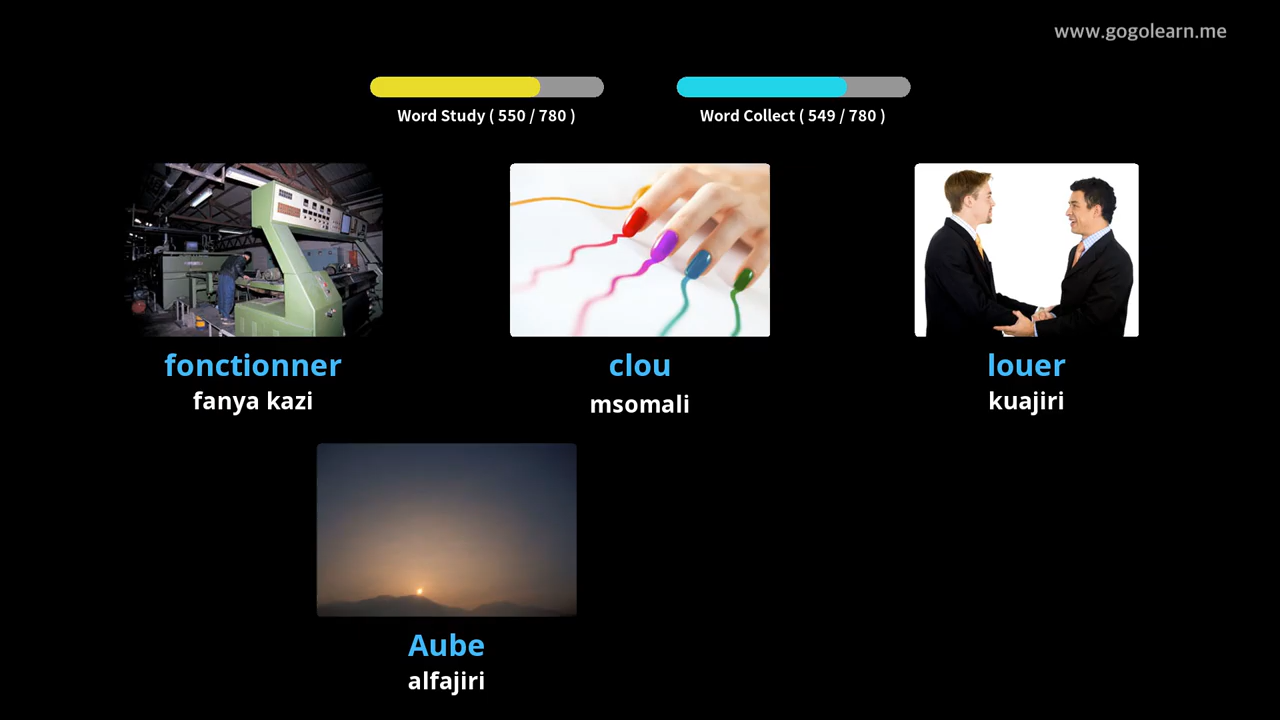 www.gogolearn.me
Word Study ( 550 / 780 )
Word Collect ( 549 / 780 )
fonctionner
fanya kazi
clou
msomali
louer
kuajiri
Aube
alfajiri